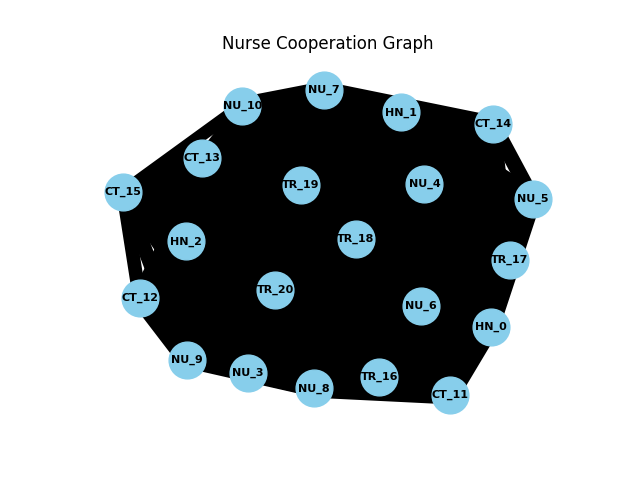 Nurse Cooperation Graph
NU_7
NU_10
HN_1
CT_14
CT_13
TR_19
NU_4
CT_15
NU_5
HN_2
TR_18
TR_17
TR_20
CT_12
NU_6
HN_0
NU_9
NU_3
TR_16
NU_8
CT_11